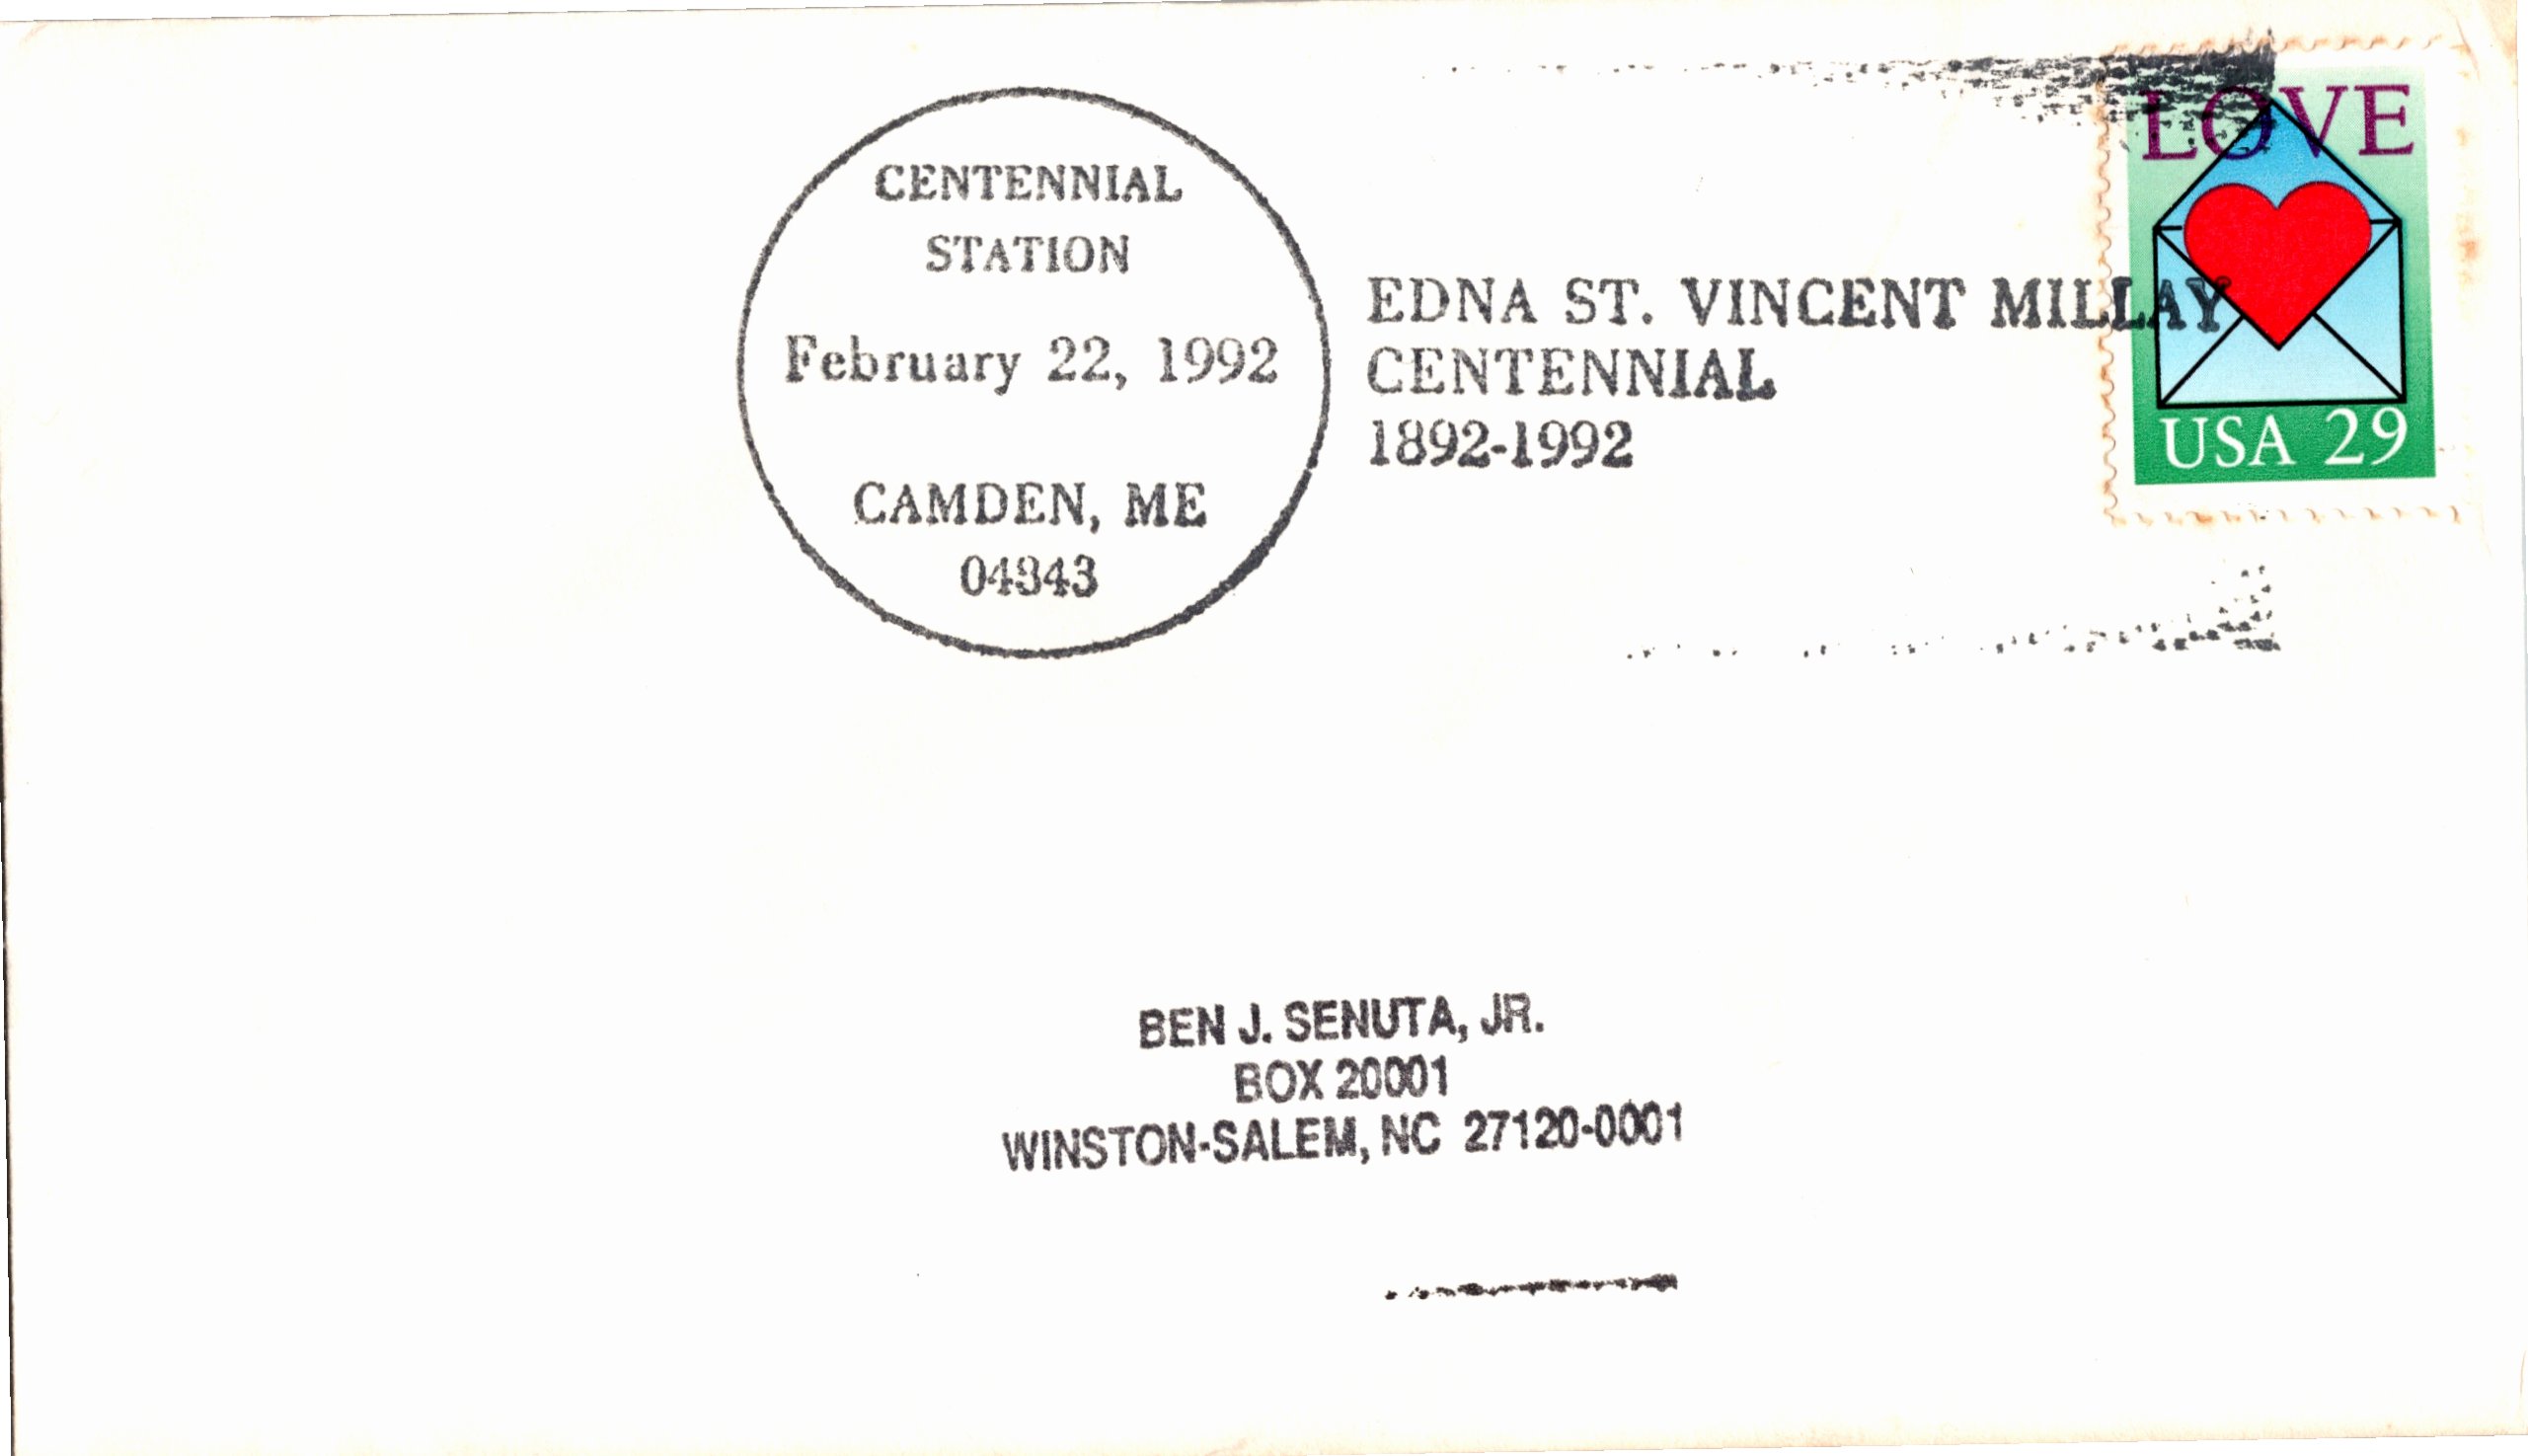 CENTENNIAL
STATION
February 22, 1992
CAMDEN, ME
04843
EDNA ST. VINCENT MILLAY
CENTENNIAL
1892-1992
LOVE
USA 29
BEN J. SENUTA, JR.
BOX 20001
WINSTON-SALEM, NC 27120-0001